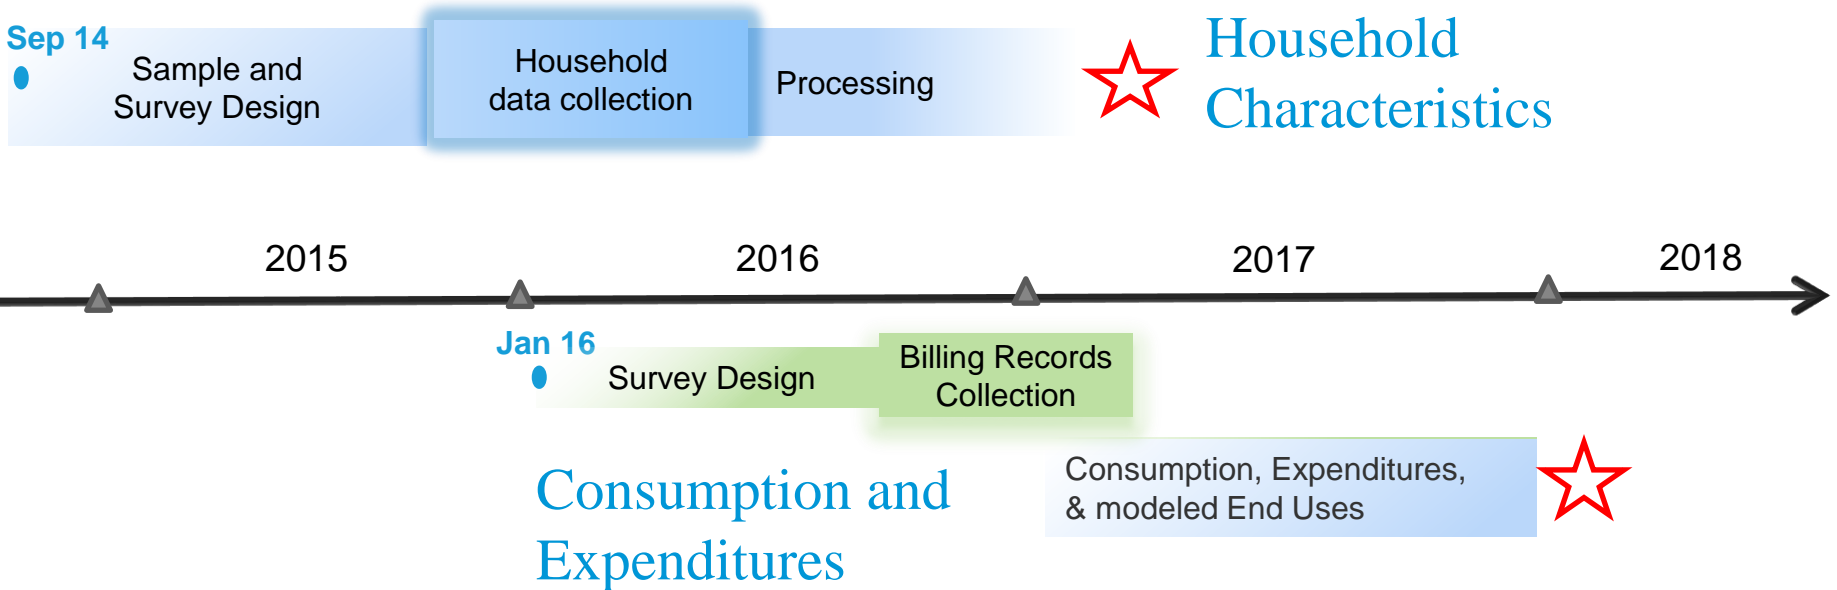 Sep 14
Sample and
Survey Design
Household
data collection
Processing
Household
Characteristics
2015
2016
2017
2018
Jan 16
Survey Design
Billing Records
Collection
Consumption and
Expenditures
Consumption, Expenditures,
& modeled End Uses